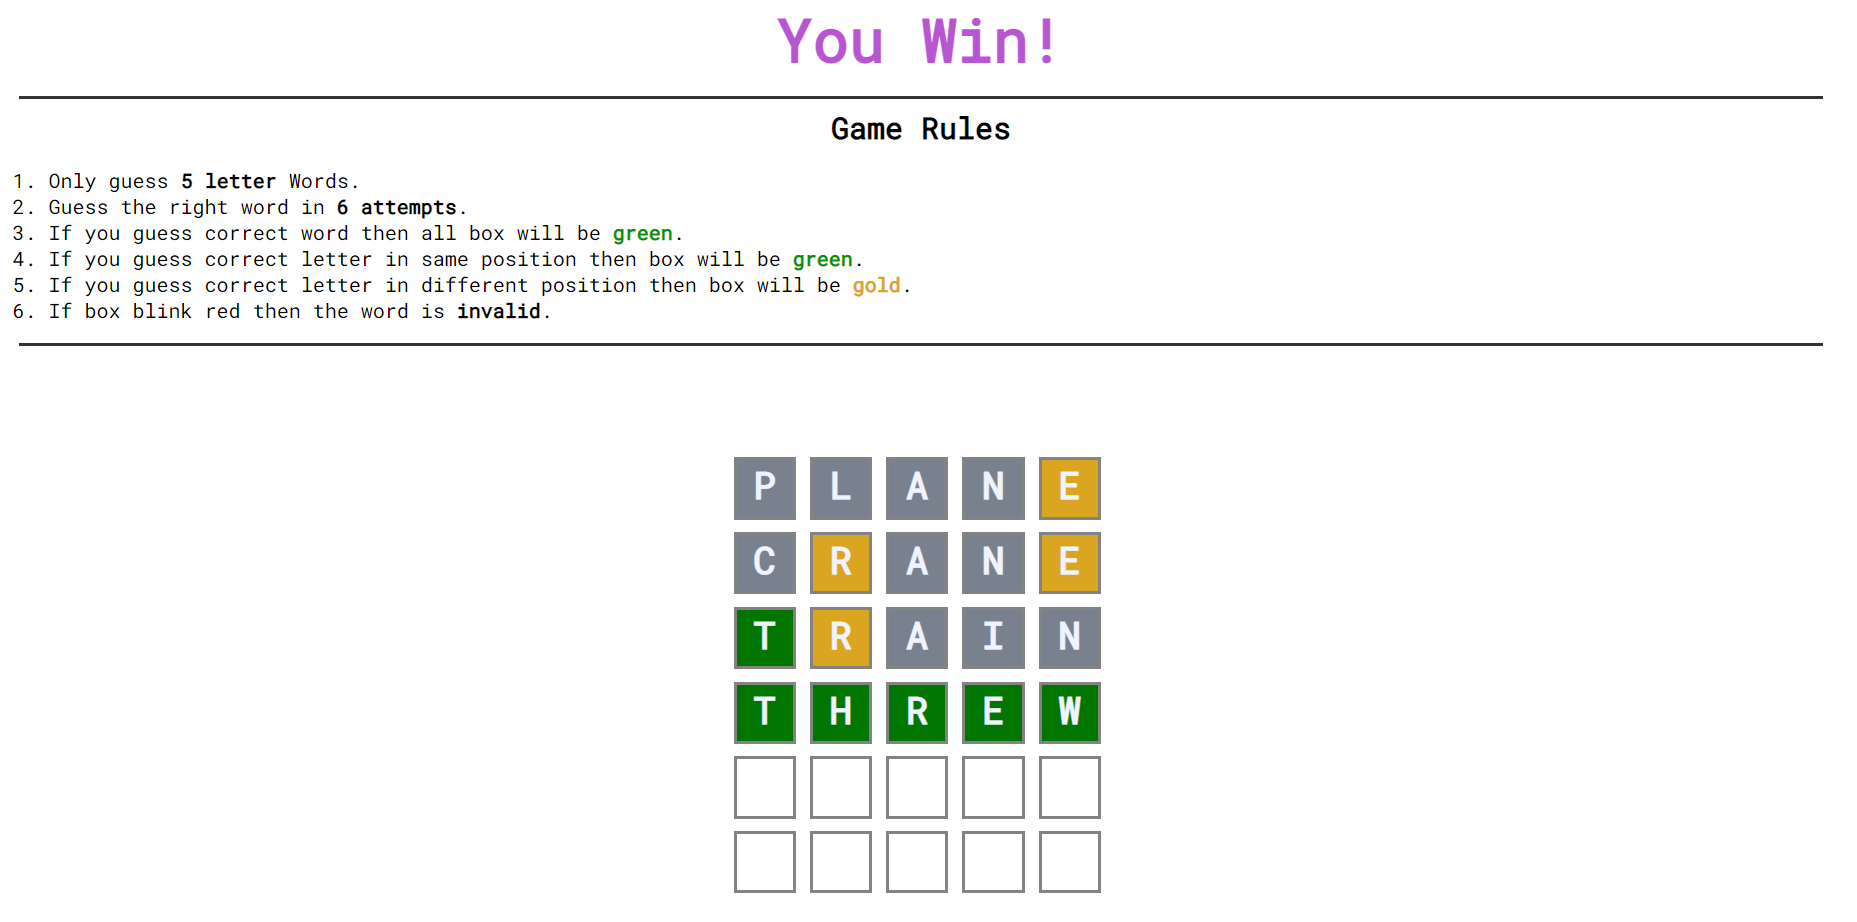 You Win!
Game Rules
1. Only guess 5 letter Words.
2. Guess the right word in 6 attempts.
3. If you guess correct word then all box will be green.
4. If you guess correct letter in same position then box will be green.
5. If you guess correct letter in different position then box will be gold.
6. If box blink red then the word is invalid.
P L A N E
C R A N E
T R A I N
T H R E W